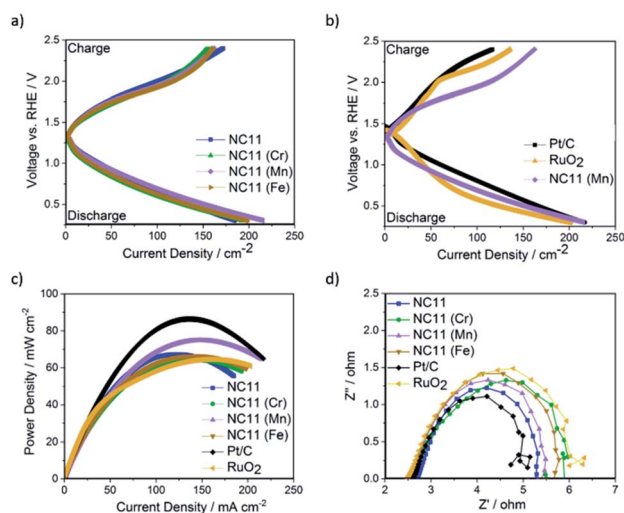 a)
Charge
Discharge
Voltage vs. RHE / V
2.5
2.0
1.5
1.0
0.5
NC11
NC11 (Cr)
NC11 (Mn)
NC11 (Fe)
0 50 100 150 200 250
Current Density / cm-2
b)
Charge
Discharge
Voltage vs. RHE / V
2.5
2.0
1.5
1.0
0.5
Pt/C
RuO2
NC11 (Mn)
0 50 100 150 200 250
Current Density / cm-2
c)
Power Density / mW cm-2
100
80
60
40
20
0
NC11
NC11 (Cr)
NC11 (Mn)
NC11 (Fe)
Pt/C
RuO2
0 50 100 150 200 250
Current Density / mA cm-2
d)
Z" / ohm
2.5
2.0
1.5
1.0
0.5
0.0
NC11
NC11 (Cr)
NC11 (Mn)
NC11 (Fe)
Pt/C
RuO2
2 3 4 5 6 7
Z' / ohm